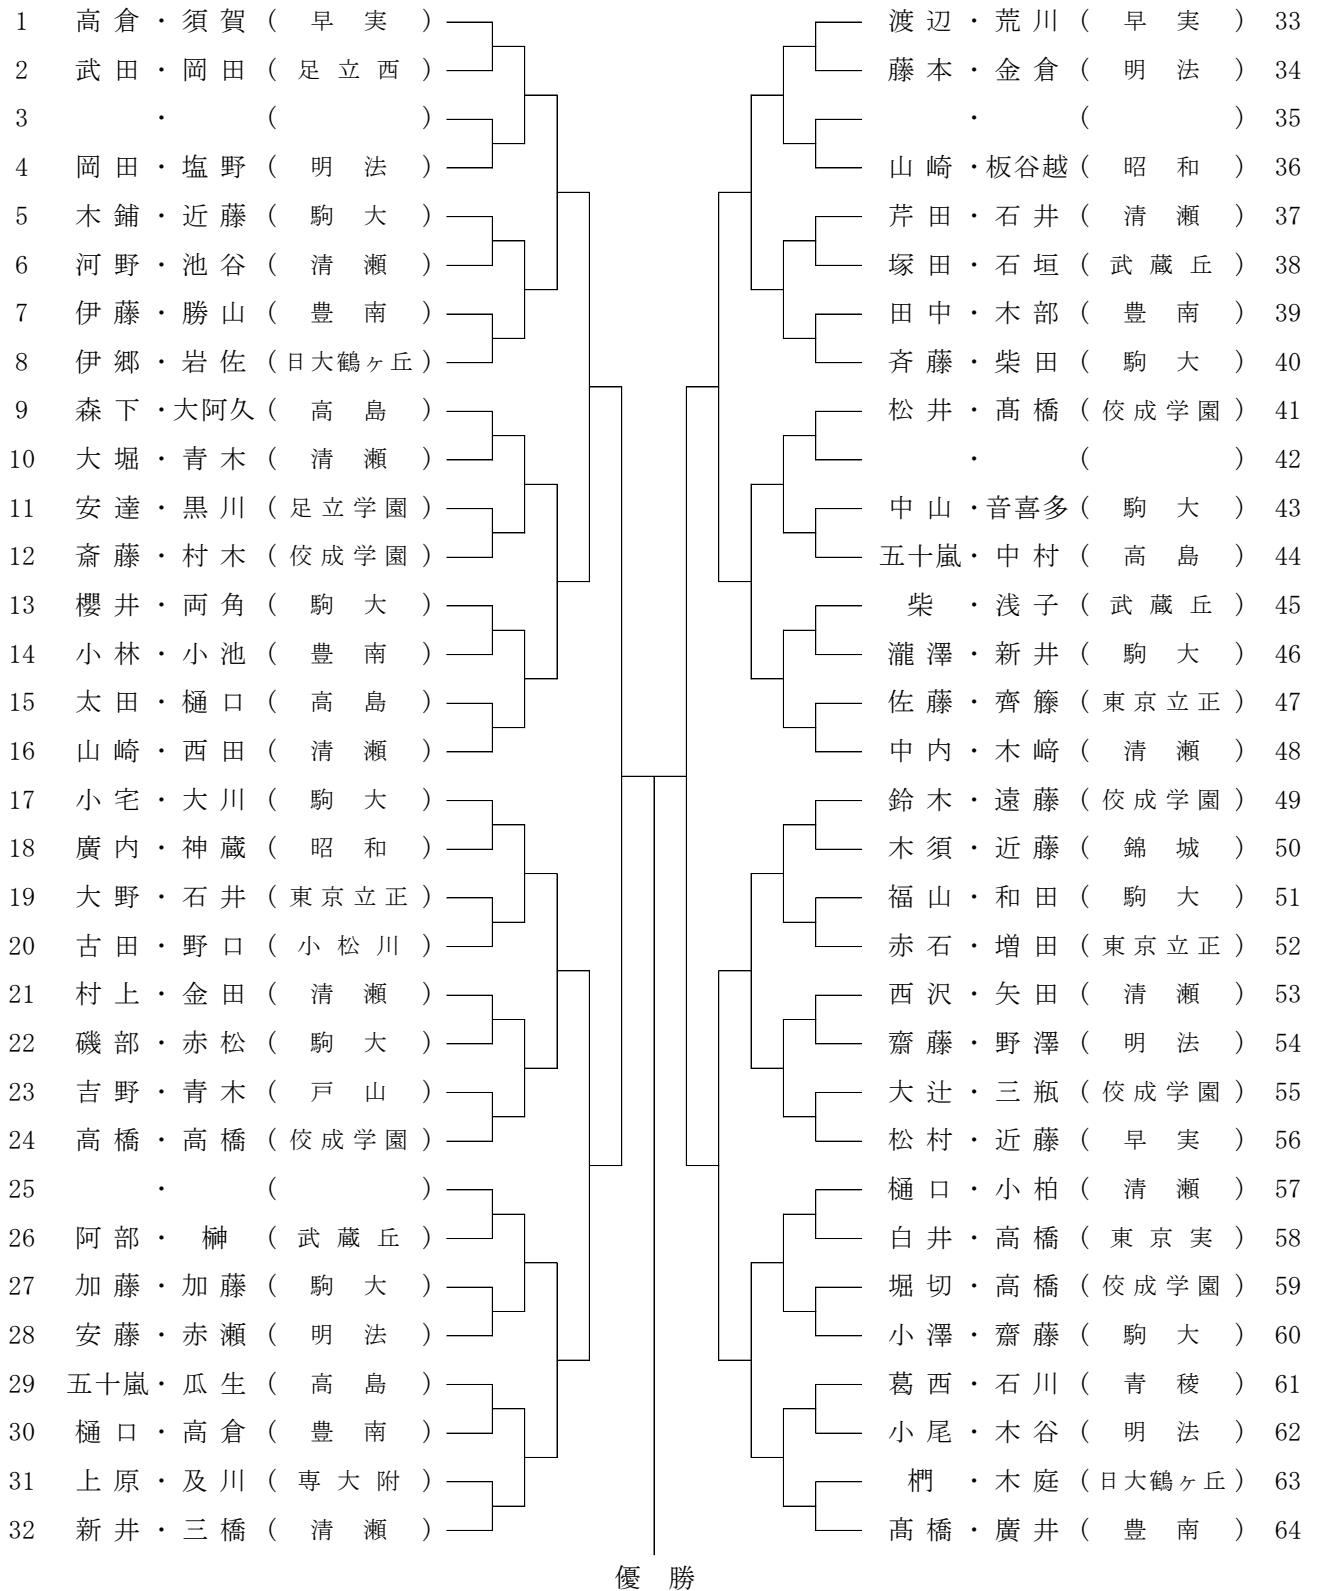 1 高倉・須賀(早実) 渡辺・荒川(早実) 33
2 武田・岡田(足立西) 藤本・金倉(明法) 34
3 ・ ( ) ・ ( ) 35
4 岡田・塩野(明法) 山崎・板谷越(昭和) 36
5 木鋪・近藤(駒大) 芹田・石井(清瀬) 37
6 河野・池谷(清瀬) 塚田・石垣(武蔵丘) 38
7 伊藤・勝山(豊南) 田中・木部(豊南) 39
8 伊郷・岩佐(日大鶴ヶ丘) 斉藤・柴田(駒大) 40
9 森下・大阿久(高島) 松井・髙橋(佼成学園) 41
10 大堀・青木(清瀬) ・ ( ) 42
11 安達・黒川(足立学園) 中山・音喜多(駒大) 43
12 斎藤・村木(佼成学園) 五十嵐・中村(高島) 44
13 櫻井・両角(駒大) 柴・浅子(武蔵丘) 45
14 小林・小池(豊南) 瀧澤・新井(駒大) 46
15 太田・樋口(高島) 佐藤・齊籐(東京立正) 47
16 山崎・西田(清瀬) 中内・木﨑(清瀬) 48
17 小宅・大川(駒大) 鈴木・遠藤(佼成学園) 49
18 廣内・神蔵(昭和) 木須・近藤(錦城) 50
19 大野・石井(東京立正) 福山・和田(駒大) 51
20 古田・野口(小松川) 赤石・増田(東京立正) 52
21 村上・金田(清瀬) 西沢・矢田(清瀬) 53
22 磯部・赤松(駒大) 齋藤・野澤(明法) 54
23 吉野・青木(戸山) 大辻・三瓶(佼成学園) 55
24 高橋・高橋(佼成学園) 松村・近藤(早実) 56
25 ・ ( ) 樋口・小柏(清瀬) 57
26 阿部・榊(武蔵丘) 白井・高橋(東京実) 58
27 加藤・加藤(駒大) 堀切・高橋(佼成学園) 59
28 安藤・赤瀬(明法) 小澤・齋藤(駒大) 60
29 五十嵐・瓜生(高島) 葛西・石川(青稜) 61
30 樋口・高倉(豊南) 小尾・木谷(明法) 62
31 上原・及川(専大附) 椚・木庭(日大鶴ヶ丘) 63
32 新井・三橋(清瀬) 髙橋・廣井(豊南) 64
優勝